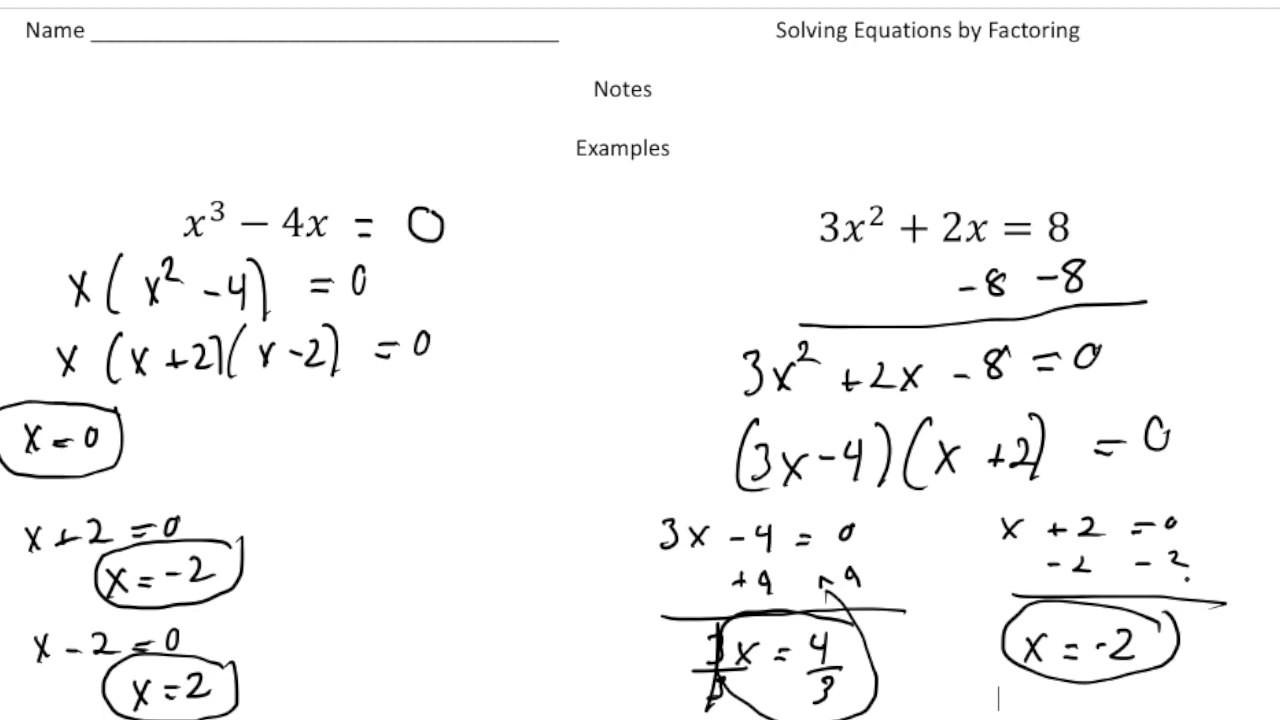 Name ________________________ Solving Equations by Factoring
Notes
Examples
x³ − 4x = 0
x ( x² - 4 ) = 0
x ( x + 2 ) ( x - 2 ) = 0
x = 0
x + 2 = 0
x = -2
x - 2 = 0
x = 2
3x² + 2x = 8
-8 -8
3x² + 2x - 8 = 0
(3x - 4) (x + 2) = 0
3x - 4 = 0
+4 +4
3x = 4
3 3
x + 2 = 0
-2 -2
x = -2